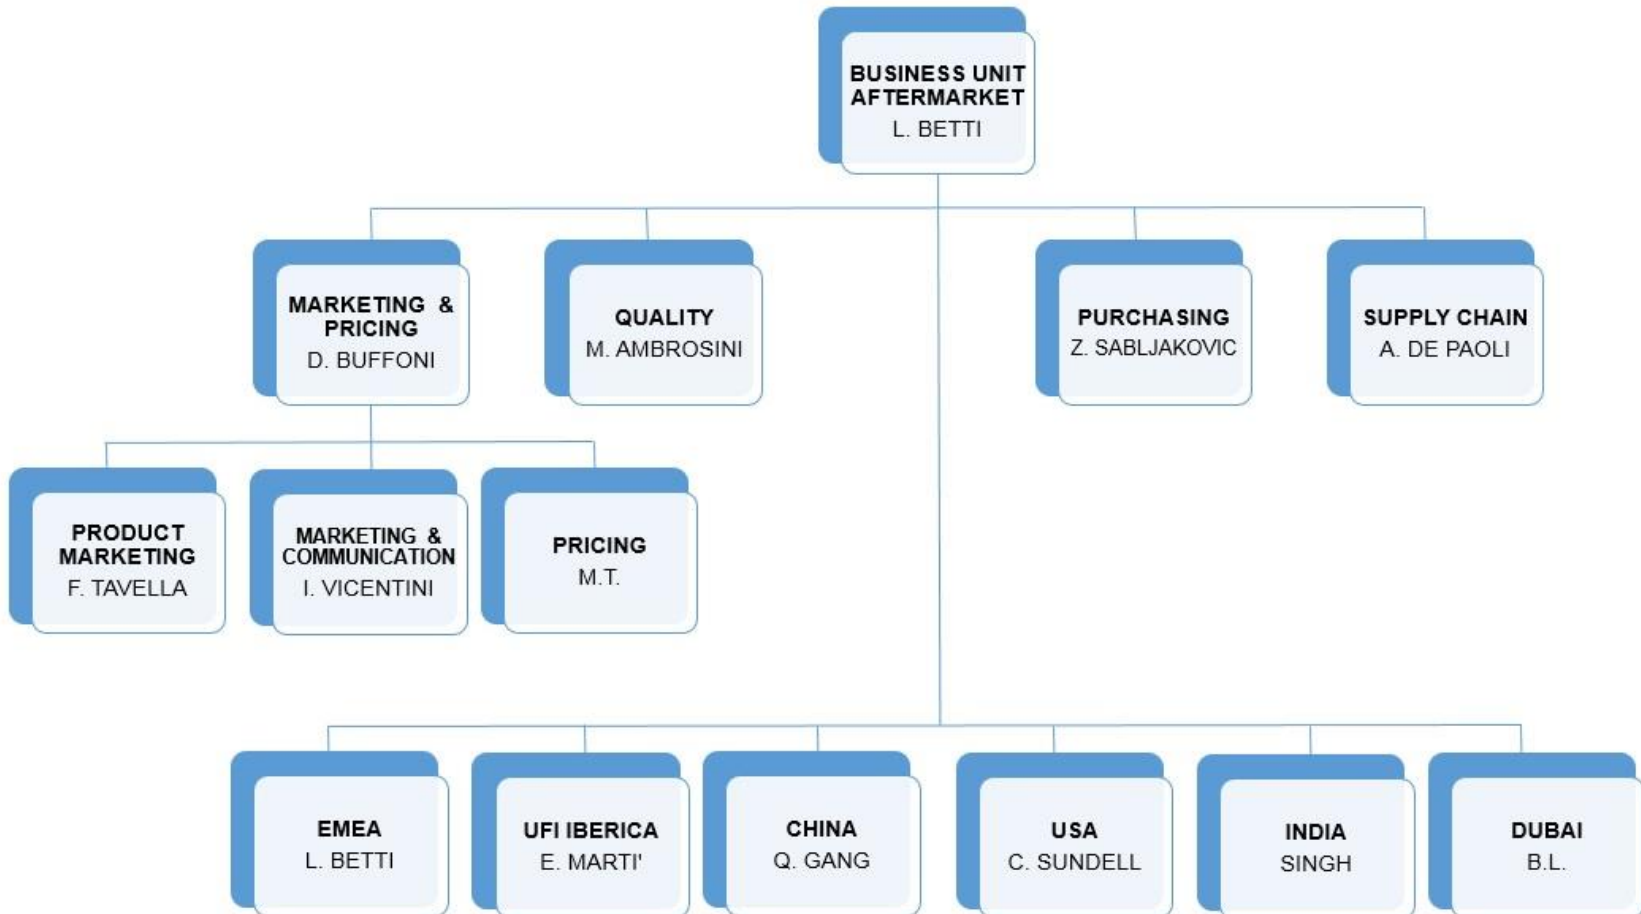 BUSINESS UNIT
AFTERMARKET
L. BETTI
MARKETING &
PRICING
D. BUFFONI
QUALITY
M. AMBROSINI
PURCHASING
Z. SABLJAKOVIC
SUPPLY CHAIN
A. DE PAOLI
PRODUCT
MARKETING
F. TAVELLA
MARKETING &
COMMUNICATION
I. VICENTINI
PRICING
M.T.
EMEA
L. BETTI
UFI IBERICA
E. MARTI'
CHINA
Q. GANG
USA
C. SUNDELL
INDIA
SINGH
DUBAI
B.L.